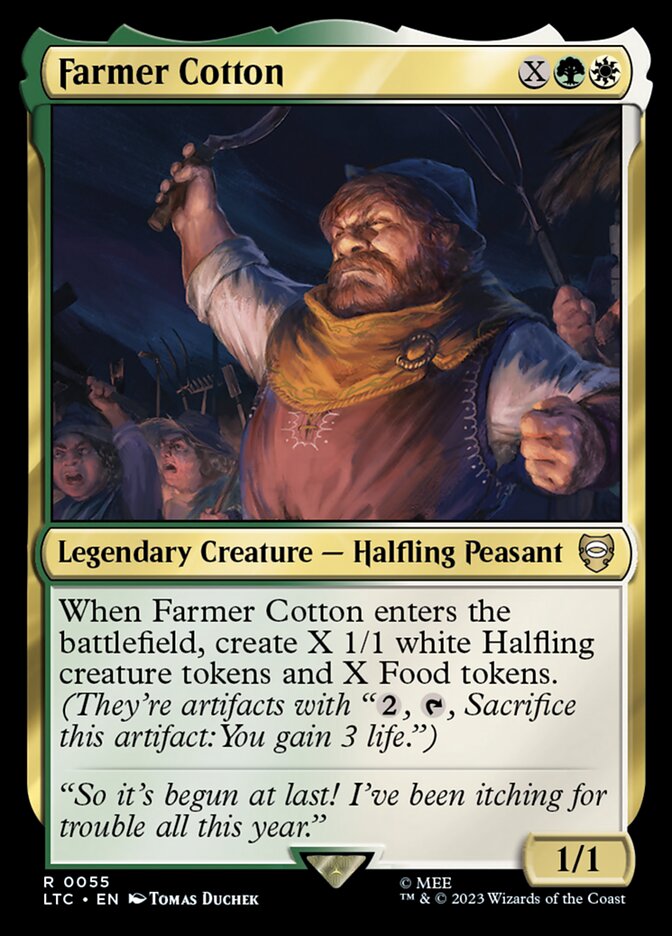 Farmer Cotton X
Legendary Creature — Halfling Peasant
When Farmer Cotton enters the
battlefield, create X 1/1 white Halfling
creature tokens and X Food tokens.
(They're artifacts with “2, , Sacrifice
this artifact: You gain 3 life.”)
“So it's begun at last! I've been itching for
trouble all this year.”
1/1
R 0055
LTC • EN Tomas Duchek
© MEE
™ & © 2023 Wizards of the Coast